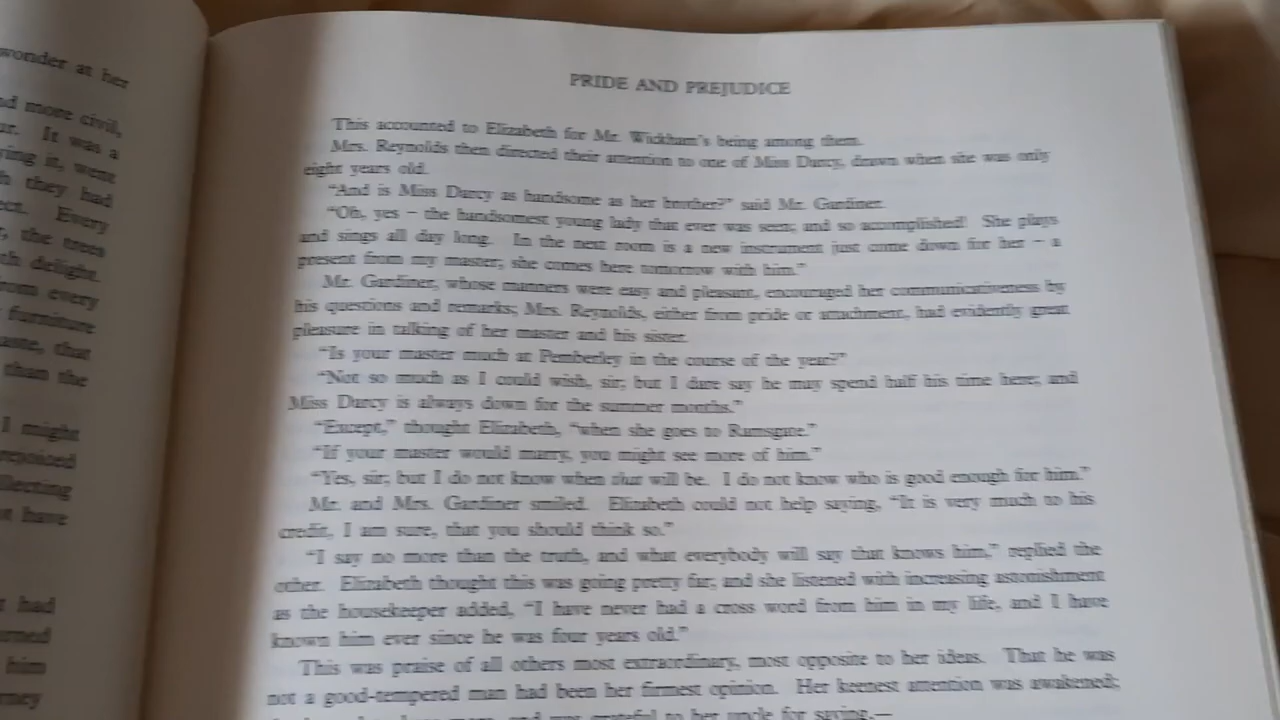 wonder at her
more civil,
It was a
it, went
they had
Every
the trees
delight.
from every
furniture
that
than the
I might
rejoiced
have
had
him
PRIDE AND PREJUDICE
This accounted to Elizabeth for Mr. Wickham's being among them.
Mrs. Reynolds then directed their attention to one of Miss Darcy, drawn when she was only
eight years old.
"And is Miss Darcy as handsome as her brother?" said Mr. Gardiner.
"Oh, yes – the handsomest young lady that ever was seen; and so accomplished! She plays
and sings all day long. In the next room is a new instrument just come down for her – a
present from my master; she comes here tomorrow with him."
Mr. Gardiner, whose manners were easy and pleasant, encouraged her communicativeness by
his questions and remarks; Mrs. Reynolds, either from pride or attachment, had evidently great
pleasure in talking of her master and his sister.
"Is your master much at Pemberley in the course of the year?"
"Not so much as I could wish, sir; but I dare say he may spend half his time here; and
Miss Darcy is always down for the summer months."
"Except," thought Elizabeth, "when she goes to Ramsgate."
"If your master would marry, you might see more of him."
"Yes, sir; but I do not know when that will be. I do not know who is good enough for him."
Mr. and Mrs. Gardiner smiled. Elizabeth could not help saying, "It is very much to his
credit, I am sure, that you should think so."
"I say no more than the truth, and what everybody will say that knows him," replied the
other. Elizabeth thought this was going pretty far; and she listened with increasing astonishment
as the housekeeper added, "I have never had a cross word from him in my life, and I have
known him ever since he was four years old."
This was praise of all others most extraordinary, most opposite to her ideas. That he was
not a good-tempered man had been her firmest opinion. Her keenest attention was awakened;
more, and was grateful to her uncle for saying,—